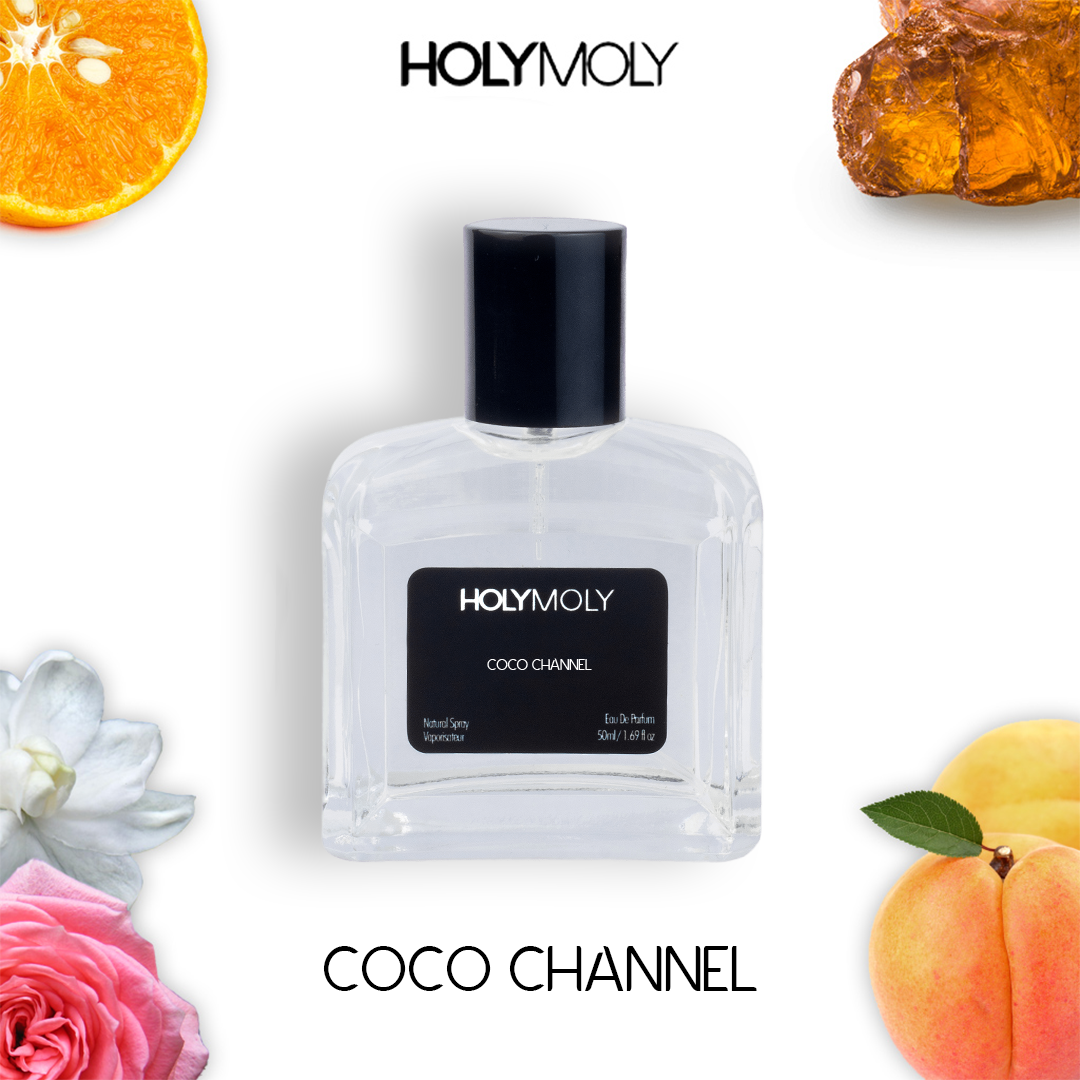 HOLYMOLY
HOLYMOLY
COCO CHANNEL
Natural Spray
Vaporisateur
Eau De Parfum
50ml / 1.69 fl oz
COCO CHANNEL